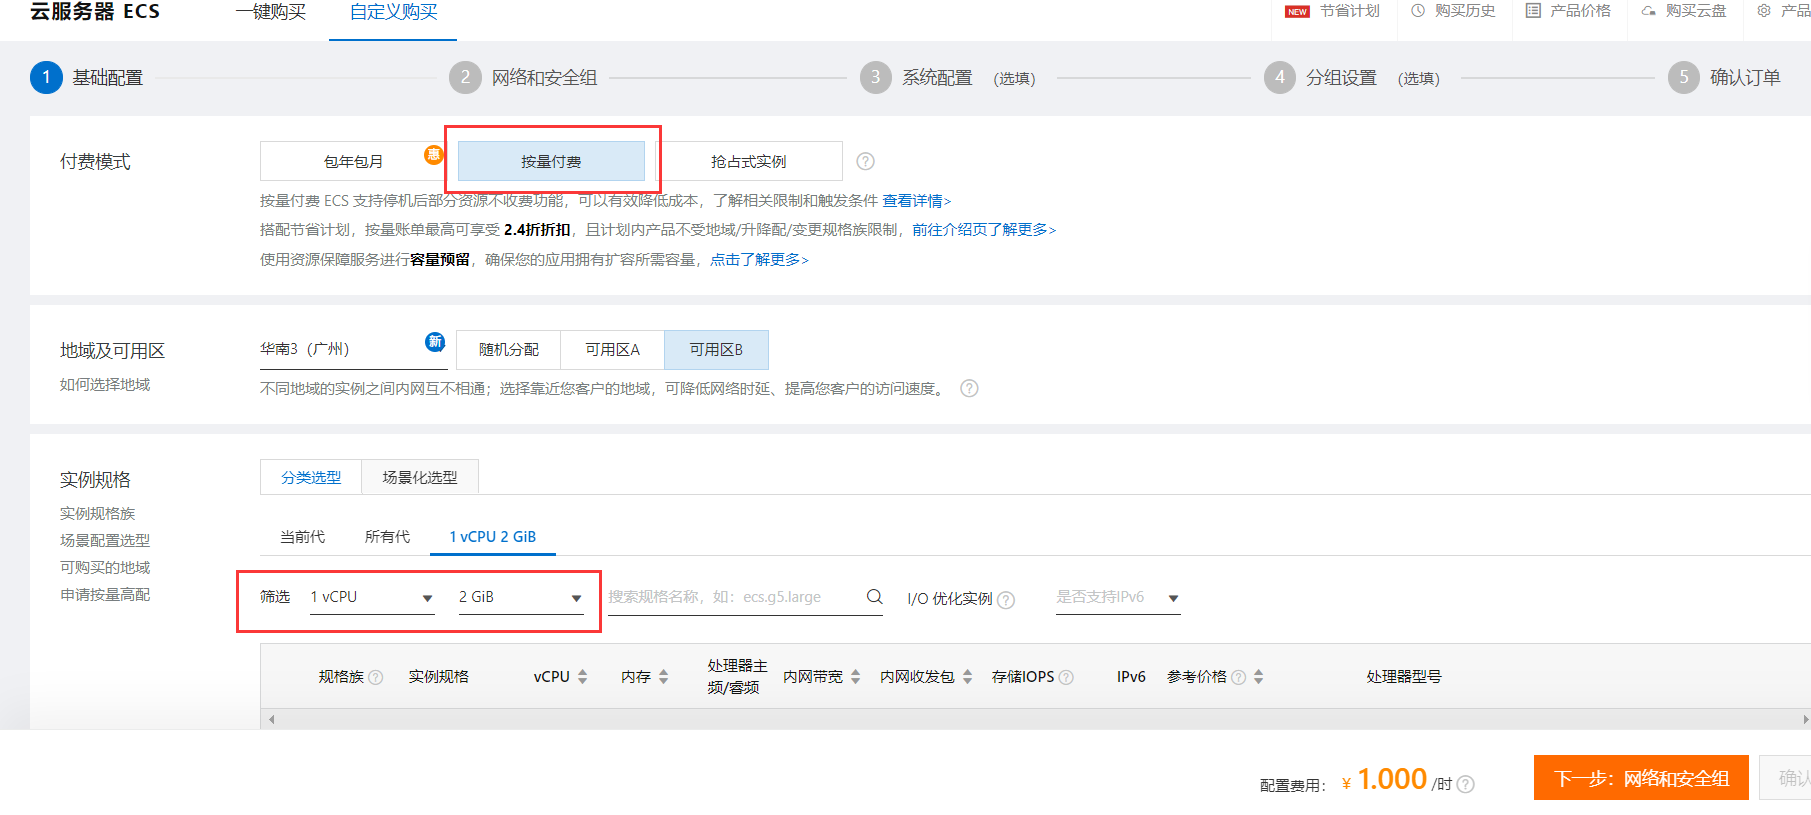 云服务器 ECS
一键购买
自定义购买
NEW 节省计划
购买历史
产品价格
购买云盘
产品
1 基础配置
2 网络和安全组
3 系统配置 (选填)
4 分组设置 (选填)
5 确认订单
付费模式
包年包月 惠
按量付费
抢占式实例
按量付费 ECS 支持停机后部分资源不收费功能，可以有效降低成本，了解相关限制和触发条件 查看详情>
搭配节省计划，按量账单最高可享受 2.4折折扣，且计划内产品不受地域/升降配/变更规格族限制，前往介绍页了解更多>
使用资源保障服务进行容量预留，确保您的应用拥有扩容所需容量，点击了解更多>
地域及可用区
如何选择地域
华南3（广州） 新
随机分配
可用区A
可用区B
不同地域的实例之间内网互不相通；选择靠近您客户的地域，可降低网络时延、提高您客户的访问速度。
实例规格
实例规格族
场景配置选型
可购买的地域
申请按量高配
分类选型
场景化选型
当前代
所有代
1 vCPU 2 GiB
筛选 1 vCPU 2 GiB
搜索规格名称，如：ecs.g5.large
I/O 优化实例
是否支持IPv6
规格族
实例规格
vCPU
内存
处理器主
频/睿频
内网带宽
内网收发包
存储IOPS
IPv6
参考价格
处理器型号
配置费用： ¥ 1.000 /时
下一步：网络和安全组
确认